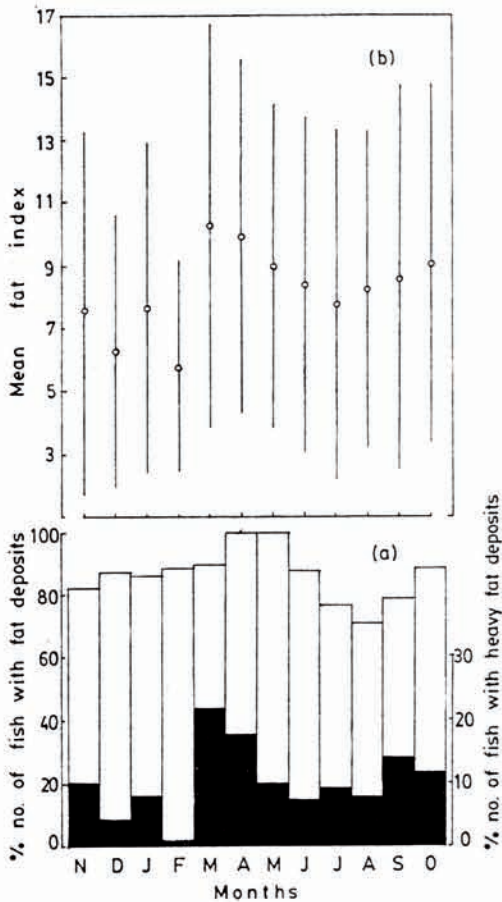 17
15
13
11
9
7
5
3
Mean fat index
(b)
100
80
60
40
20
0
% no. of fish with fat deposits
(a)
30
20
10
0
% no. of fish with heavy fat deposits
N D J F M A M J J A S O
Months